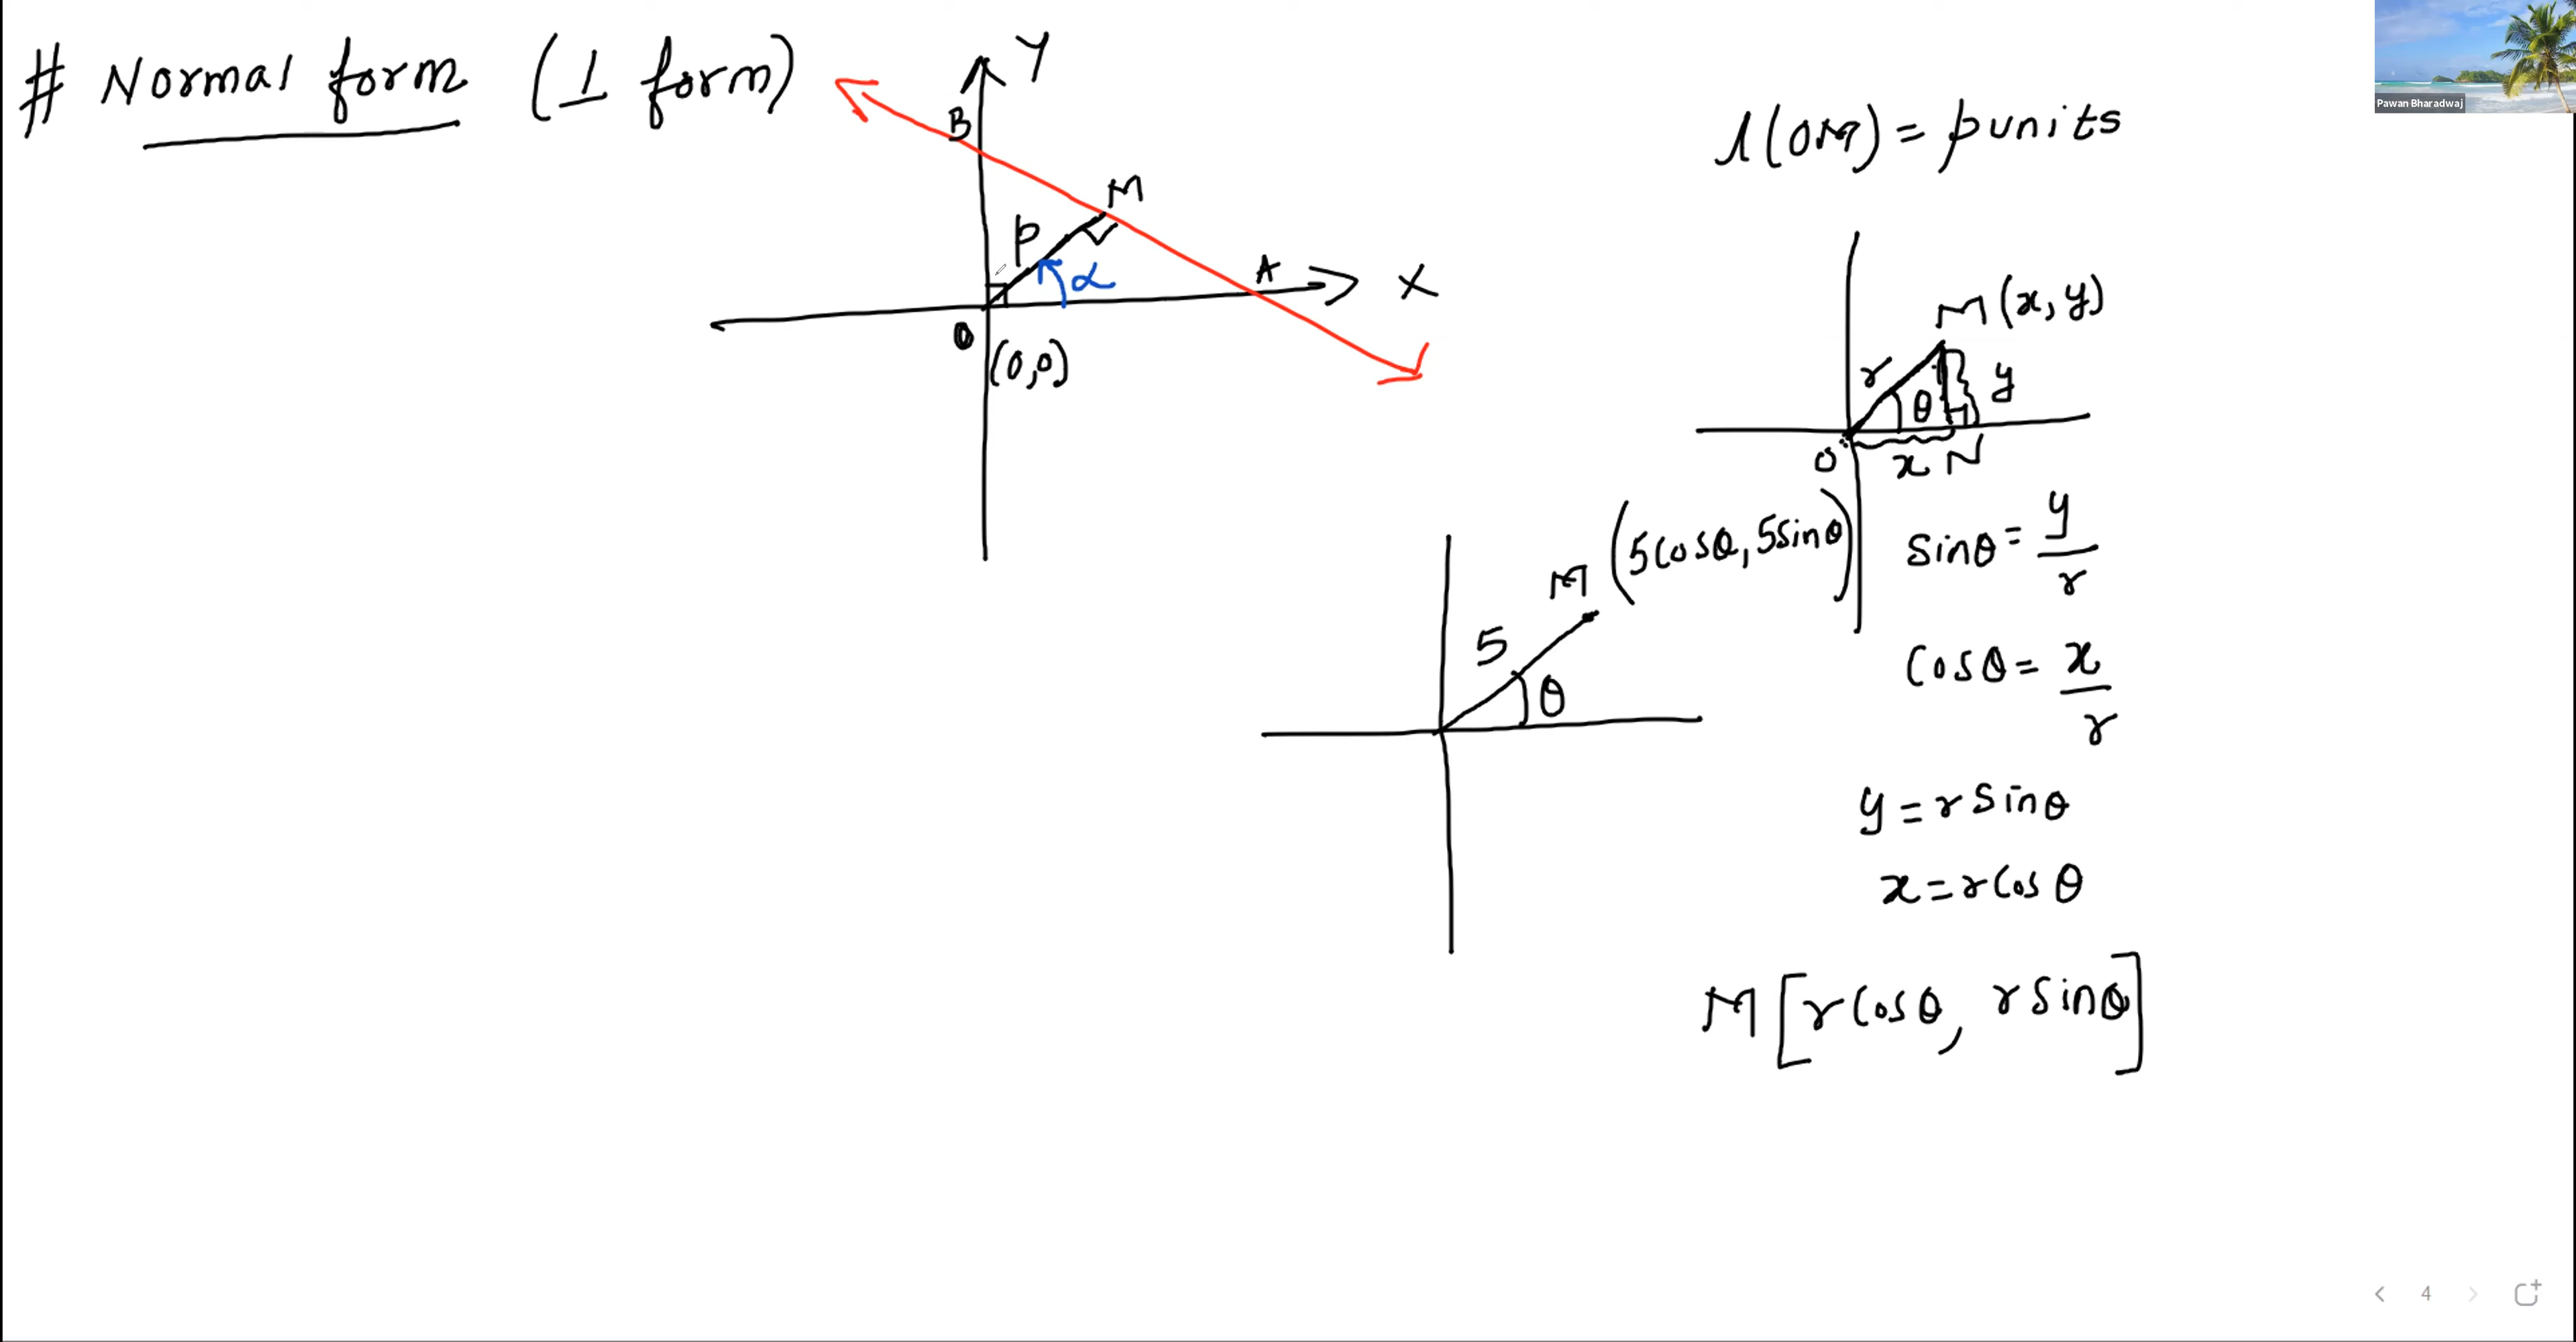 # Normal form (⊥ form)
Y
B
M
p
α
A
X
O
(0,0)
l(OM) = p units
M(x, y)
r
θ
y
O
x N
sinθ = y/r
cosθ = x/r
y = r sinθ
x = r cos θ
M[r cosθ, r sinθ]
M (5cosθ, 5sinθ)
5
θ
Pawan Bharadwaj
4